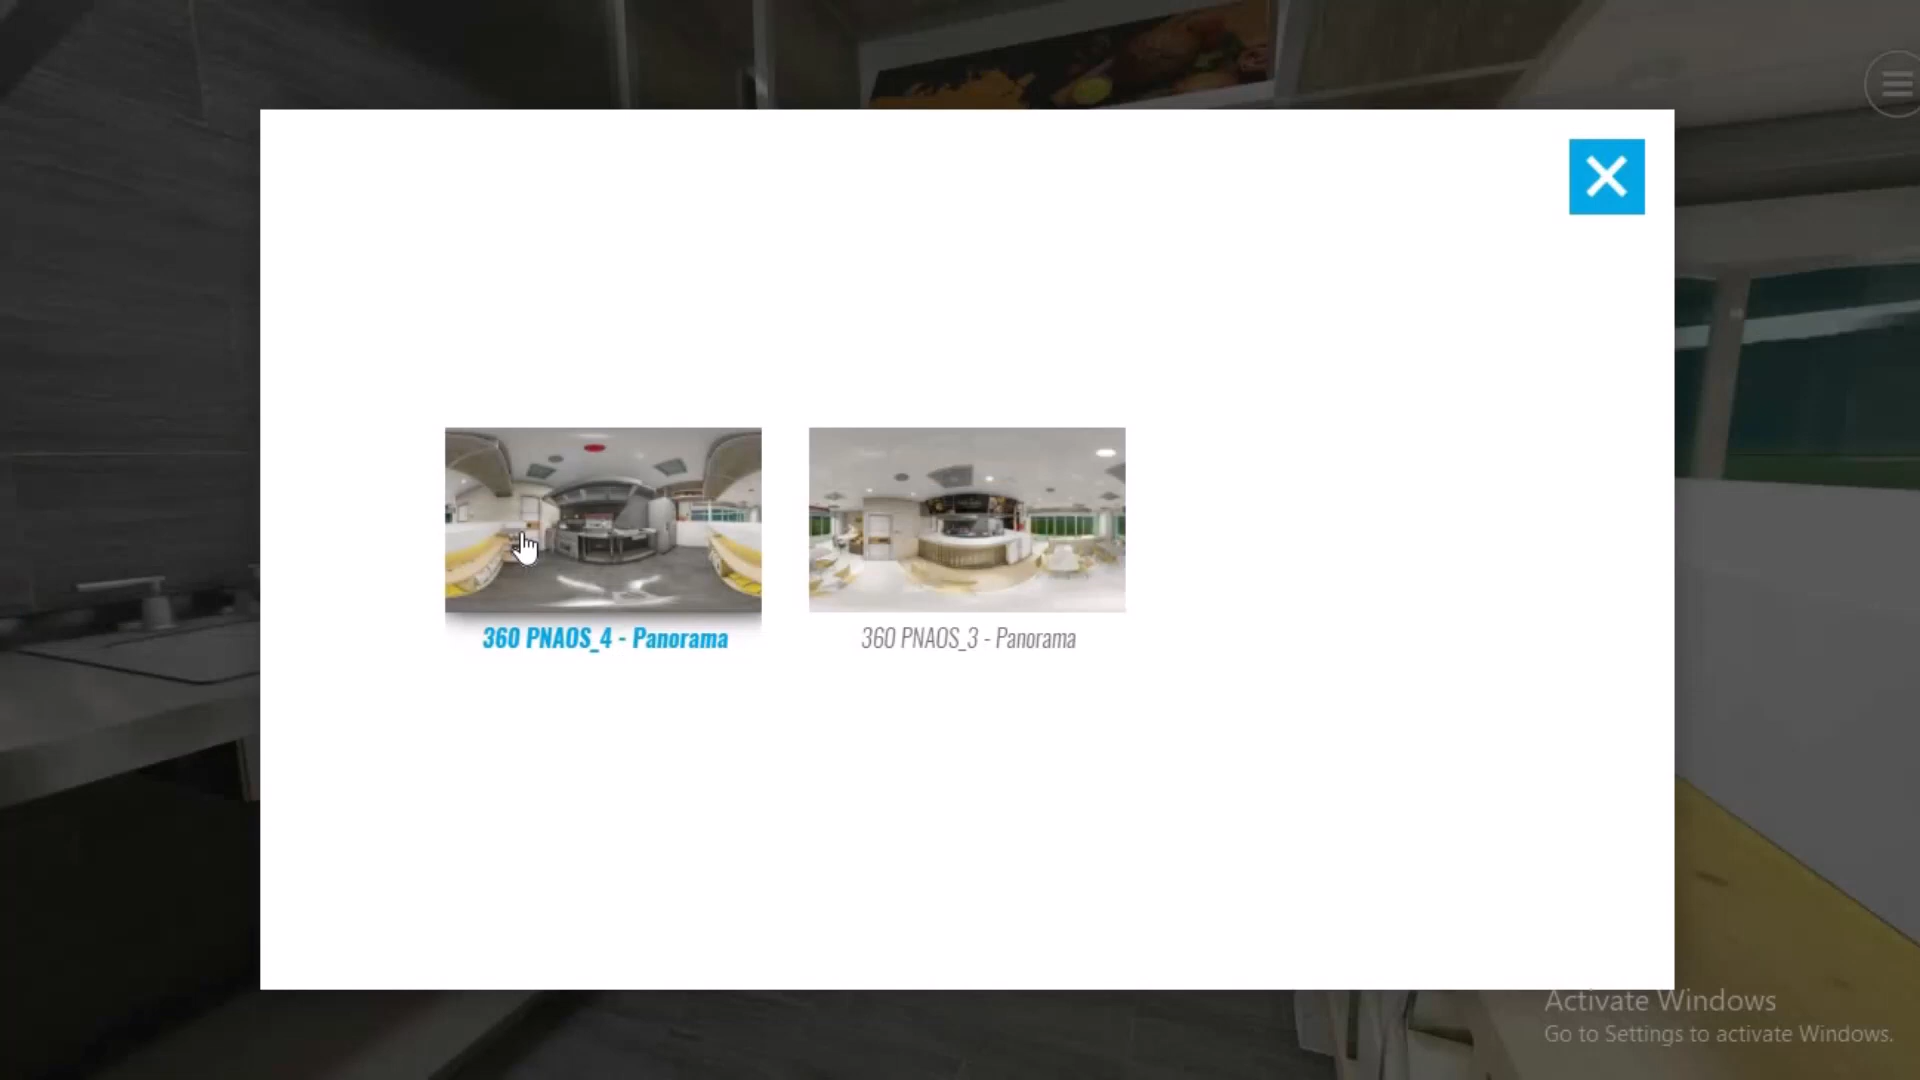 360 PNAOS_4 - Panorama
360 PNAOS_3 - Panorama
Activate Windows
Go to Settings to activate Windows.